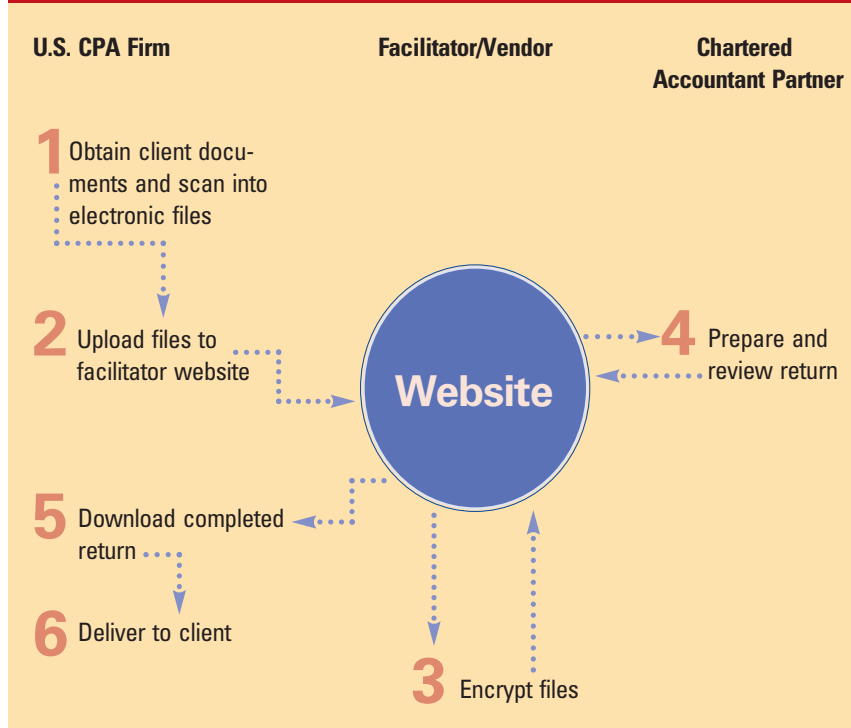 U.S. CPA Firm
Facilitator/Vendor
Chartered
Accountant Partner
1 Obtain client docu-
ments and scan into
electronic files
2 Upload files to
facilitator website
Website
4 Prepare and
review return
5 Download completed
return
6 Deliver to client
3 Encrypt files